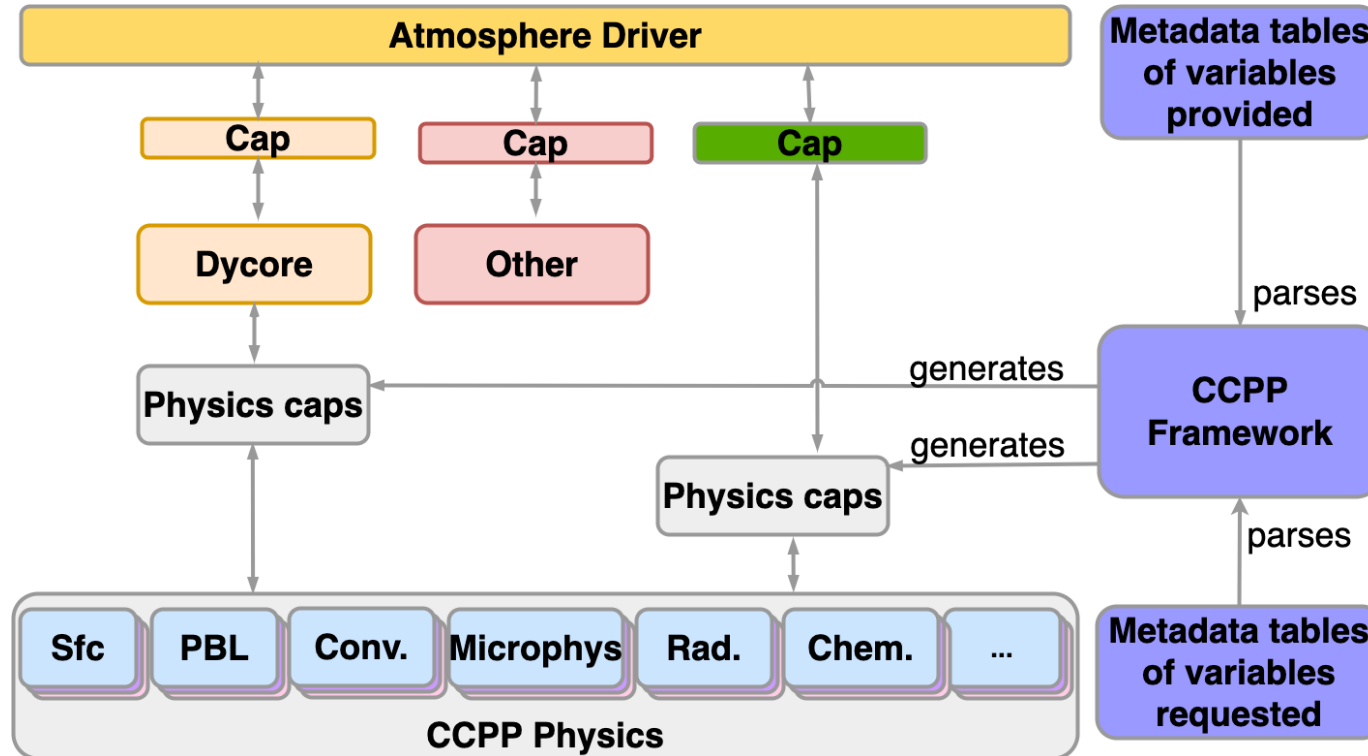 Atmosphere Driver
Metadata tables
of variables
provided
Cap
Cap
Cap
Dycore
Other
parses
generates
Physics caps
CCPP
Framework
generates
Physics caps
parses
Sfc
PBL
Conv.
Microphys
Rad.
Chem.
...
CCPP Physics
Metadata tables
of variables
requested